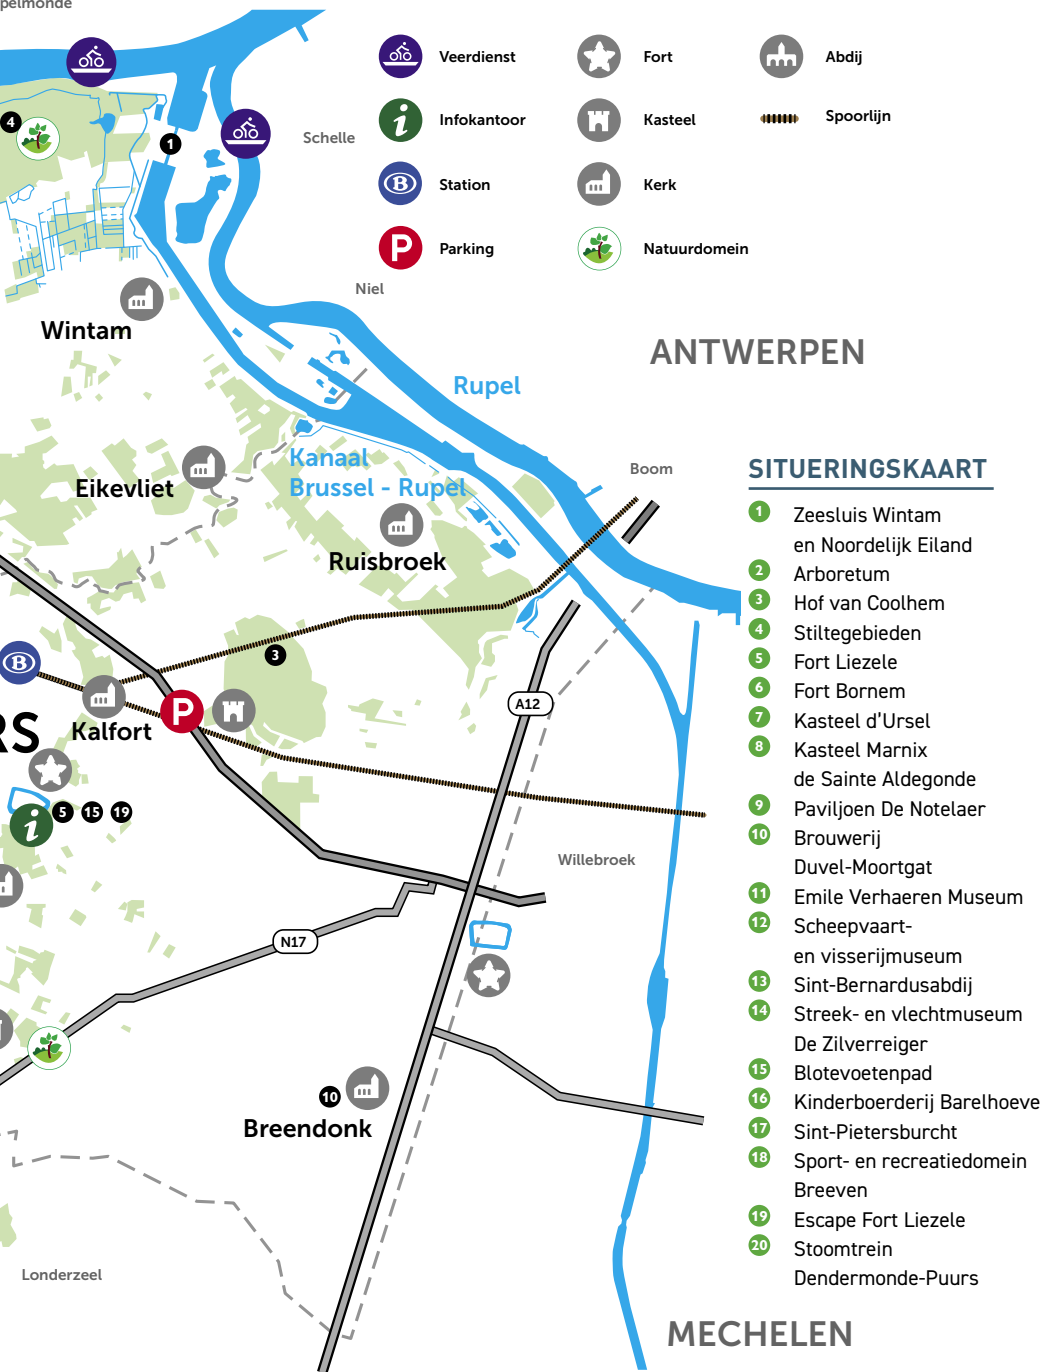 pelmonde
Veerdienst
Fort
Abdij
Infokantoor
Kasteel
Spoorlijn
Station
Kerk
P Parking
Natuurdomein
4
1
Schelle
Niel
Wintam
ANTWERPEN
Rupel
Kanaal
Brussel - Rupel
Boom
Eikevliet
Ruisbroek
B
3
A12
P
Kalfort
RS
i
5 15 19
Willebroek
N17
10
Breendonk
Londerzeel
MECHELEN
SITUERINGSKAART
1 Zeesluis Wintam
en Noordelijk Eiland
2 Arboretum
3 Hof van Coolhem
4 Stiltegebieden
5 Fort Liezele
6 Fort Bornem
7 Kasteel d'Ursel
8 Kasteel Marnix
de Sainte Aldegonde
9 Paviljoen De Notelaer
10 Brouwerij
Duvel-Moortgat
11 Emile Verhaeren Museum
12 Scheepvaart-
en visserijmuseum
13 Sint-Bernardusabdij
14 Streek- en vlechtmuseum
De Zilverreiger
15 Blotevoetenpad
16 Kinderboerderij Barelhoeve
17 Sint-Pietersburcht
18 Sport- en recreatiedomein
Breeven
19 Escape Fort Liezele
20 Stoomtrein
Dendermonde-Puurs